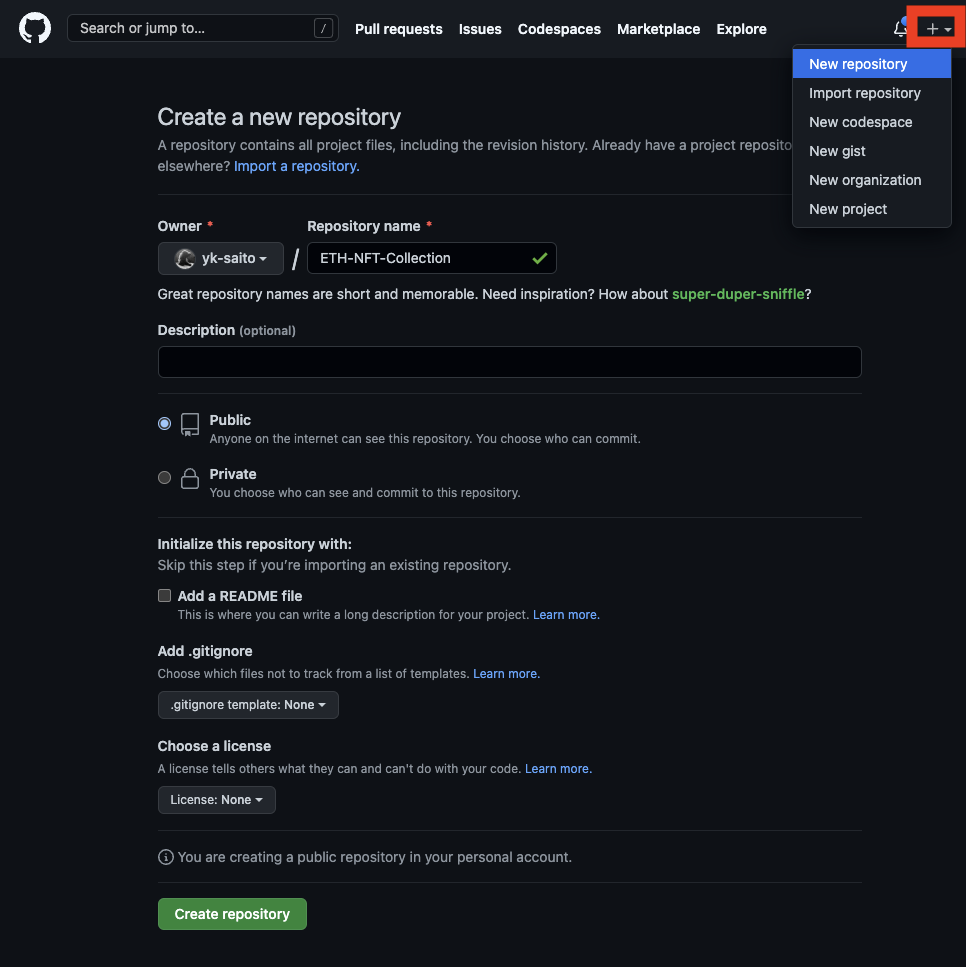 Search or jump to... / Pull requests Issues Codespaces Marketplace Explore
New repository
Import repository
New codespace
New gist
New organization
New project
Create a new repository
A repository contains all project files, including the revision history. Already have a project reposito
elsewhere? Import a repository.
Owner * Repository name *
yk-saito / ETH-NFT-Collection
Great repository names are short and memorable. Need inspiration? How about super-duper-sniffle?
Description (optional)
Public
Anyone on the internet can see this repository. You choose who can commit.
Private
You choose who can see and commit to this repository.
Initialize this repository with:
Skip this step if you’re importing an existing repository.
Add a README file
This is where you can write a long description for your project. Learn more.
Add .gitignore
Choose which files not to track from a list of templates. Learn more.
.gitignore template: None
Choose a license
A license tells others what they can and can't do with your code. Learn more.
License: None
You are creating a public repository in your personal account.
Create repository